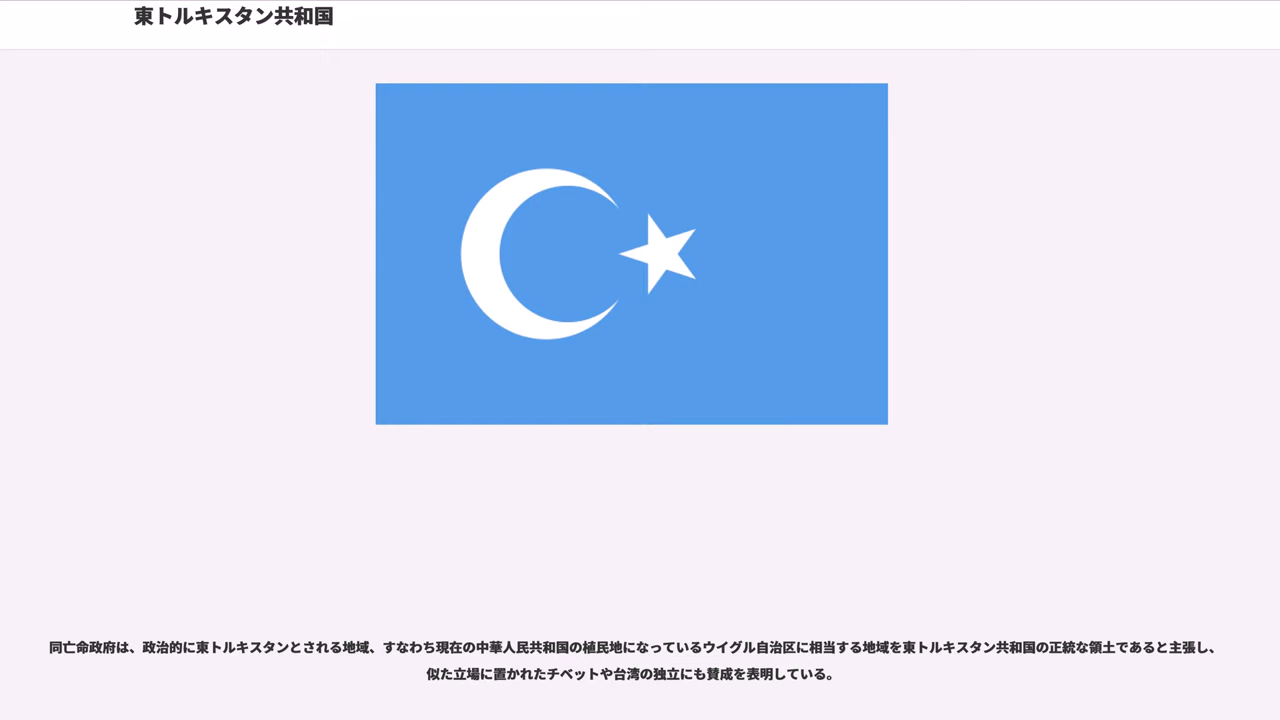 東トルキスタン共和国
同亡命政府は、政治的に東トルキスタンとされる地域、すなわち現在の中華人民共和国の植民地になっているウイグル自治区に相当する地域を東トルキスタン共和国の正統な領土であると主張し、
似た立場に置かれたチベットや台湾の独立にも賛成を表明している。